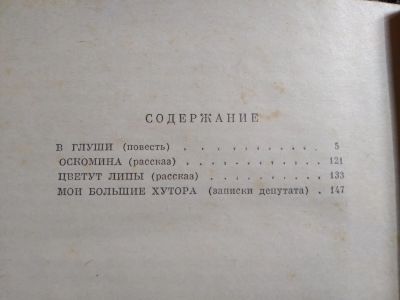 СОДЕРЖАНИЕ
В ГЛУШИ (повесть) . . . . . . . . . . . 5
ОСКОМИНА (рассказ) . . . . . . . . . . 121
ЦВЕТУТ ЛИПЫ (рассказ) . . . . . . . . . 133
МОИ БОЛЬШИЕ ХУТОРА (записки депутата) . 147